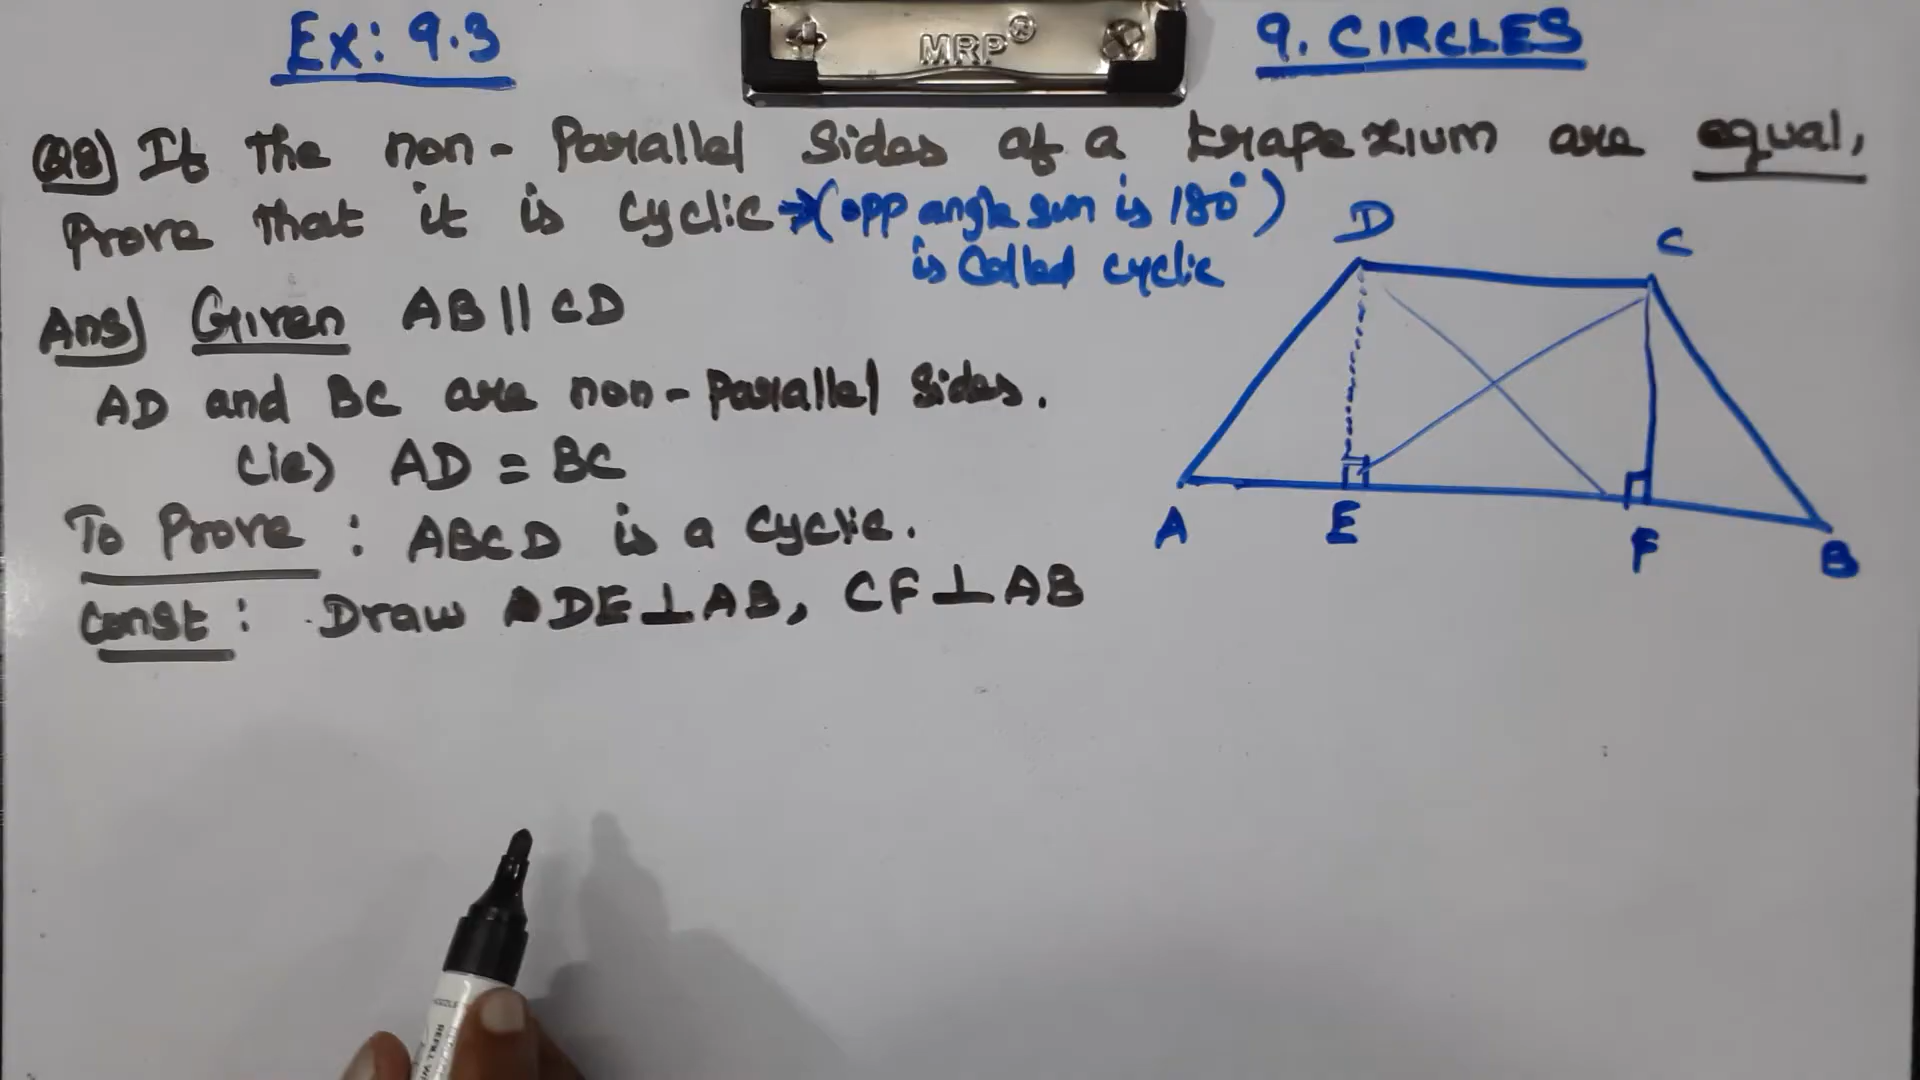 Ex: 9.3
MRP®
9. CIRCLES
Q8) If the non-Parallel Sides of a trapezium are equal,
Prove that it is cyclic → (opp angle sum is 180°)
is Called cyclic
Ans) Given AB || CD
AD and BC are non-Parallel Sides.
(ie) AD = BC
To Prove : ABCD is a cyclic.
Const : Draw DE⊥AB, CF⊥AB
D
C
A
E
F
B